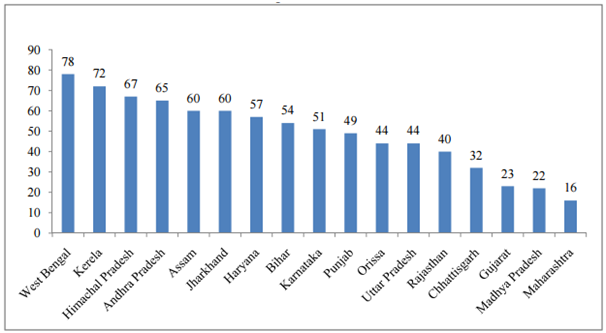 90
80
70
60
50
40
30
20
10
0
78
72
67
65
60
60
57
54
51
49
44
44
40
32
23
22
16
West Bengal
Kerela
Himachal Pradesh
Andhra Pradesh
Assam
Jharkhand
Haryana
Bihar
Karnataka
Punjab
Orissa
Uttar Pradesh
Rajasthan
Chhattisgarh
Gujarat
Madhya Pradesh
Maharashtra